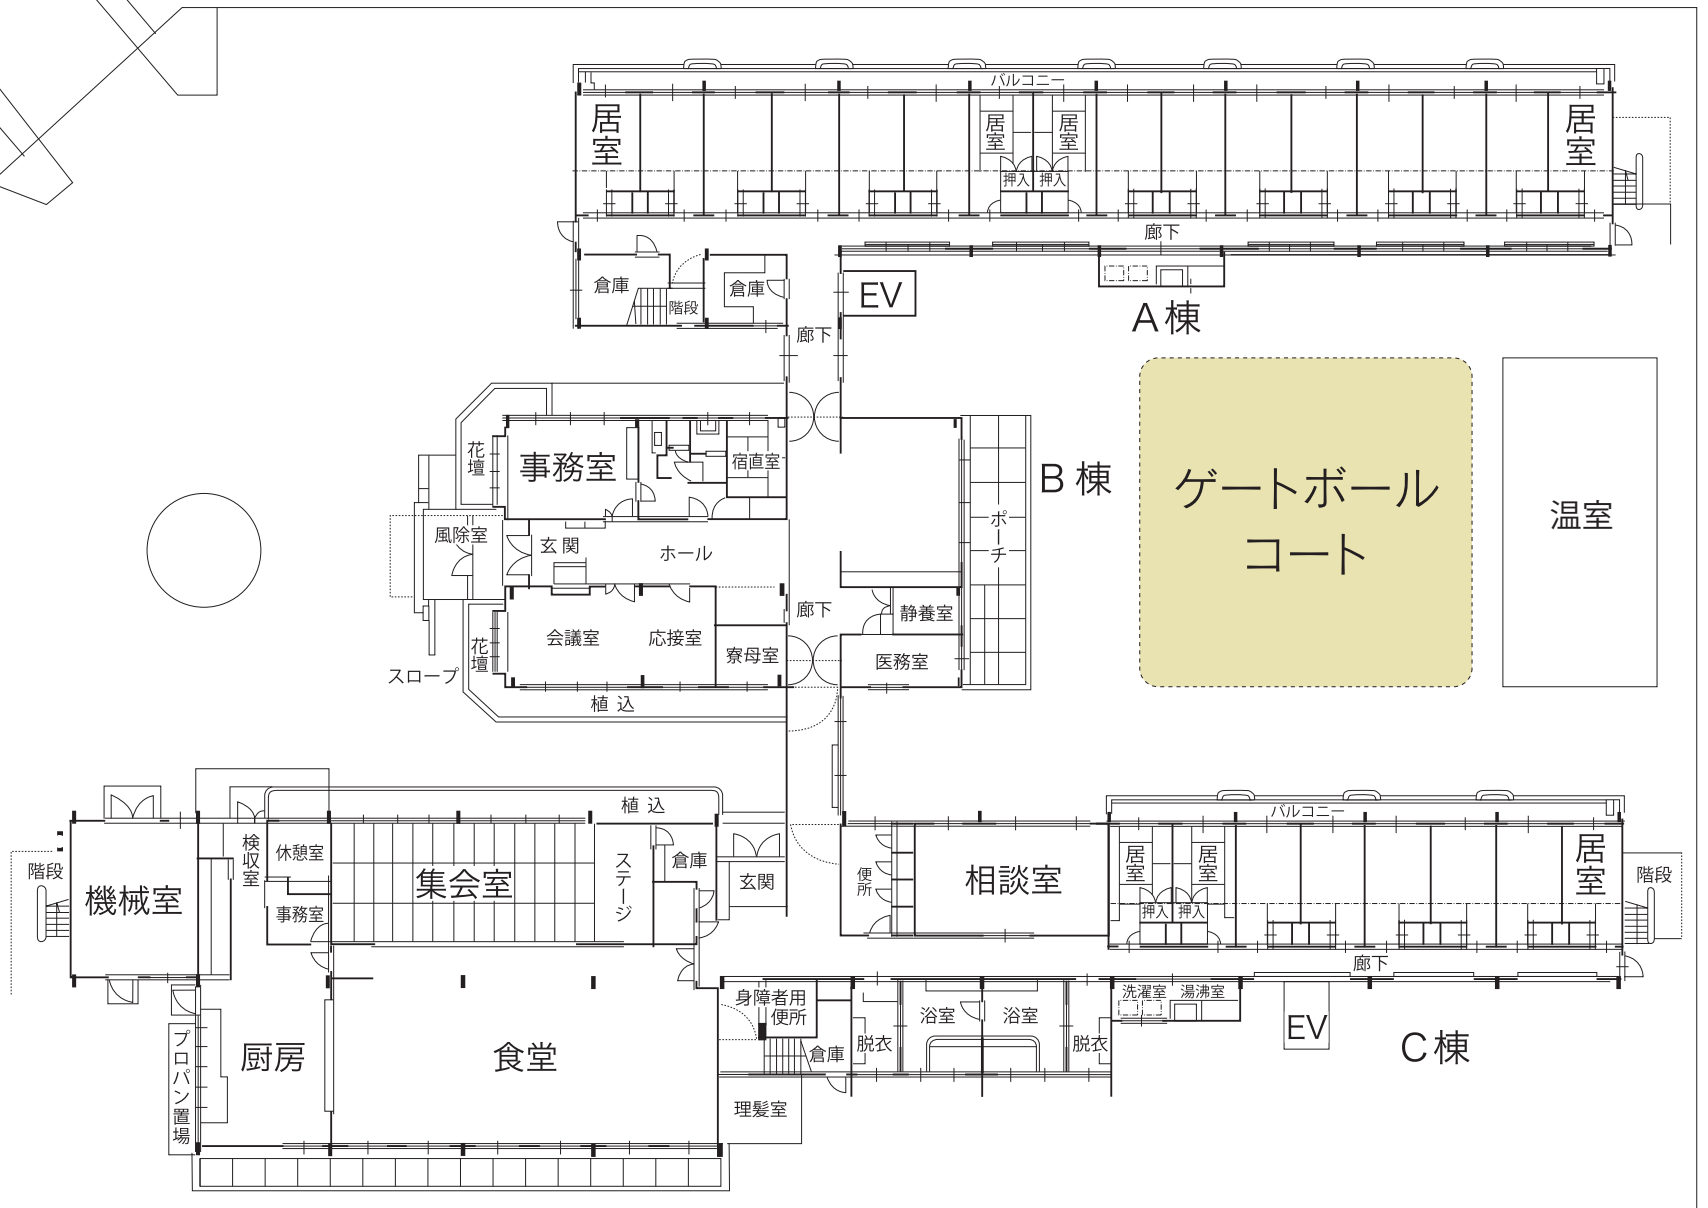 バルコニー
居室
居室
居室
居室
押入
押入
廊下
倉庫
階段
倉庫
EV
A棟
廊下
花壇
事務室
宿直室
B棟
ゲートボール
コート
温室
ポーチ
風除室
玄関
ホール
廊下
静養室
会議室
応接室
寮母室
医務室
花壇
スロープ
植込
植込
バルコニー
階段
機械室
検収室
休憩室
事務室
集会室
ステージ
倉庫
玄関
便所
相談室
居室
居室
押入
押入
居室
階段
廊下
洗濯室
湯沸室
EV
C棟
身障者用
便所
倉庫
脱衣
浴室
浴室
脱衣
厨房
食堂
プロパン置場
理髪室